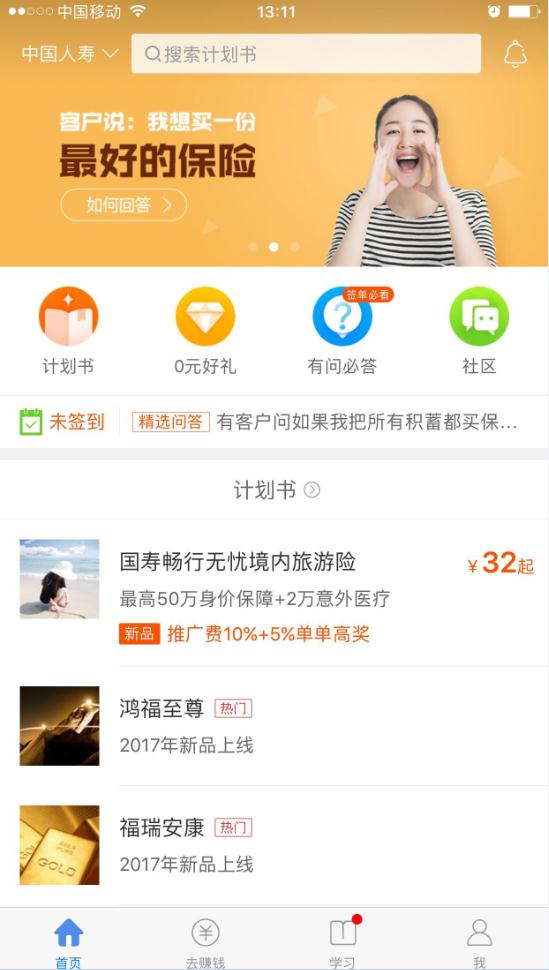 中国移动
13:11
中国人寿
搜索计划书
客户说：我想买一份
最好的保险
如何回答
计划书
0元好礼
签单必看
有问必答
社区
未签到
精选问答 有客户问如果我把所有积蓄都买保...
计划书
国寿畅行无忧境内旅游险
¥32起
最高50万身价保障+2万意外医疗
新品 推广费10%+5%单单高奖
鸿福至尊 热门
2017年新品上线
福瑞安康 热门
2017年新品上线
GOLD
首页
去赚钱
学习
我